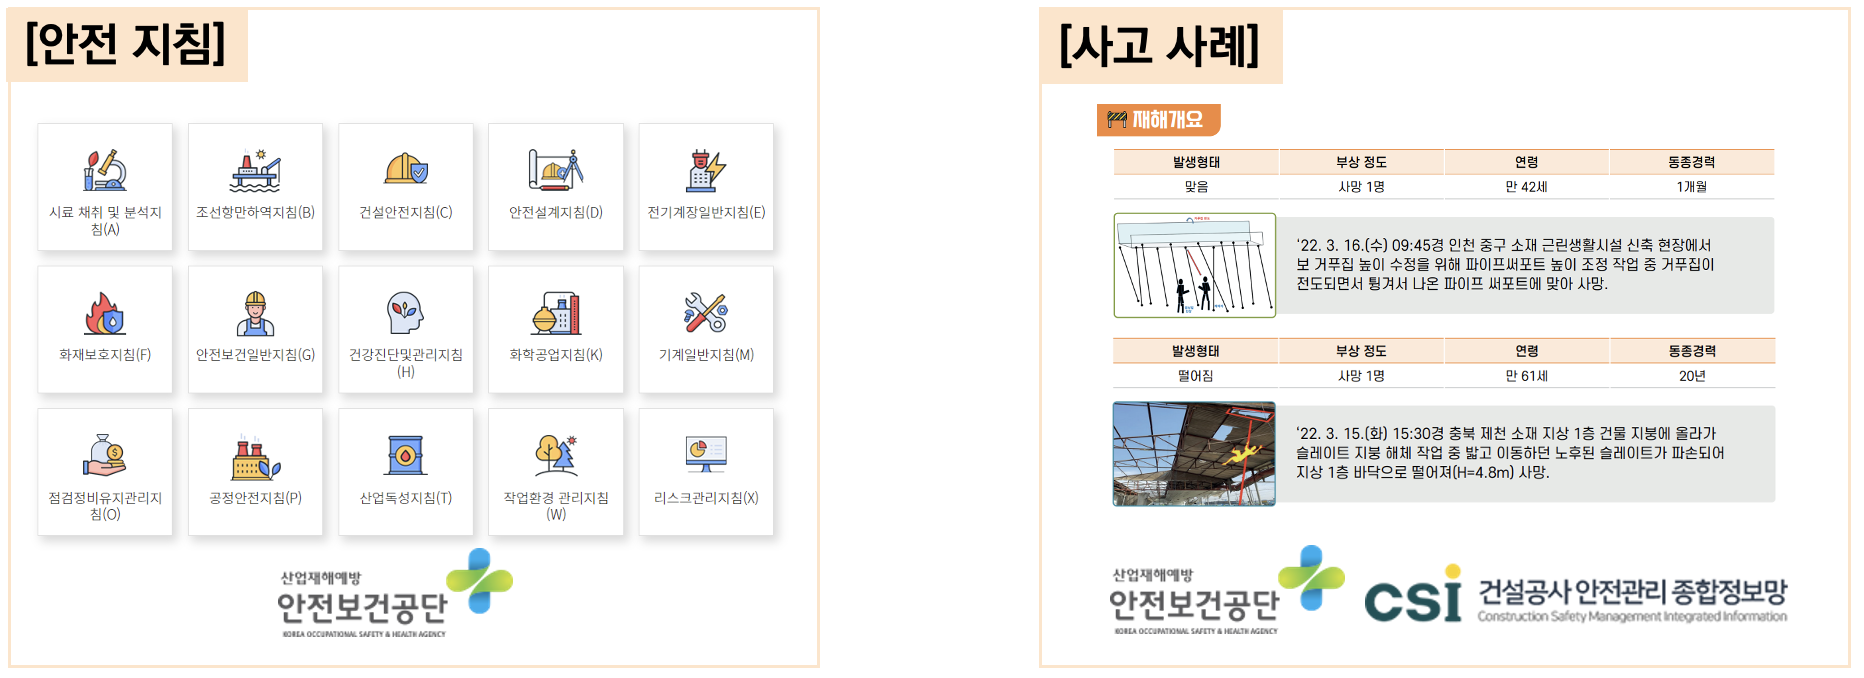 [안전 지침]
시료 채취 및 분석지
침(A)
조선항만하역지침(B)
건설안전지침(C)
안전설계지침(D)
전기계장일반지침(E)
화재보호지침(F)
안전보건일반지침(G)
건강진단및관리지침
(H)
화학공업지침(K)
기계일반지침(M)
점검정비유지관리지
침(O)
공정안전지침(P)
산업독성지침(T)
작업환경 관리지침
(W)
리스크관리지침(X)
산업재해예방
안전보건공단
KOREA OCCUPATIONAL SAFETY & HEALTH AGENCY
[사고 사례]
재해개요
발생형태 부상 정도 연령 동종경력
맞음 사망 1명 만 42세 1개월
‘22. 3. 16.(수) 09:45경 인천 중구 소재 근린생활시설 신축 현장에서
보 거푸집 높이 수정을 위해 파이프써포트 높이 조정 작업 중 거푸집이
전도되면서 튕겨서 나온 파이프 써포트에 맞아 사망.
발생형태 부상 정도 연령 동종경력
떨어짐 사망 1명 만 61세 20년
‘22. 3. 15.(화) 15:30경 충북 제천 소재 지상 1층 건물 지붕에 올라가
슬레이트 지붕 해체 작업 중 밟고 이동하던 노후된 슬레이트가 파손되어
지상 1층 바닥으로 떨어져(H=4.8m) 사망.
산업재해예방
안전보건공단
KOREA OCCUPATIONAL SAFETY & HEALTH AGENCY
csi 건설공사 안전관리 종합정보망
Construction Safety Management Integrated Information